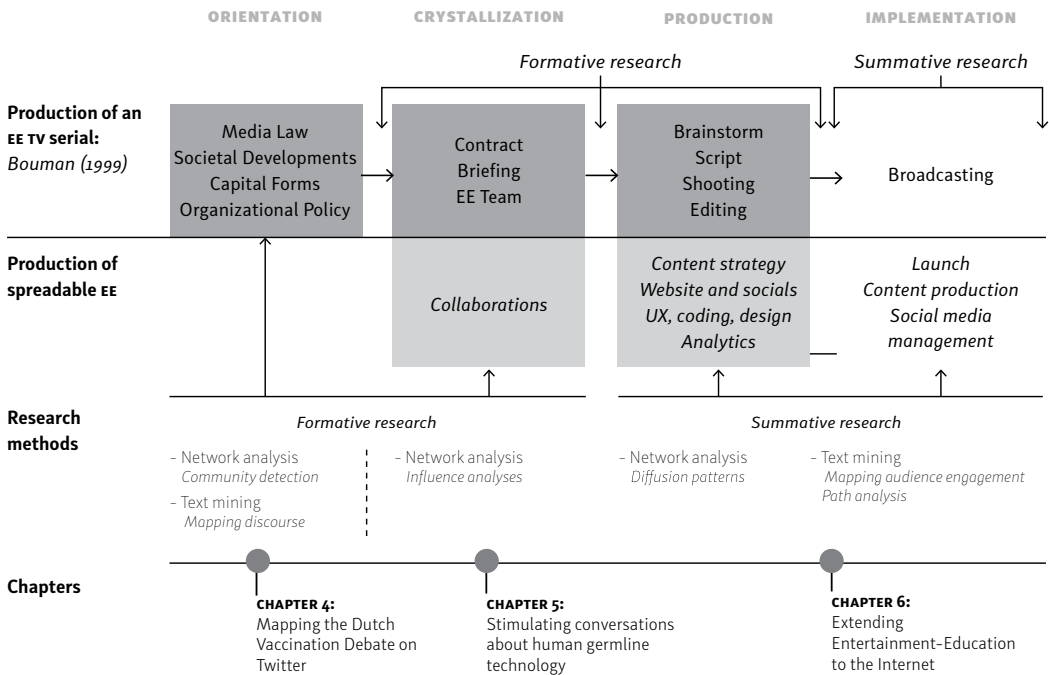 ORIENTATION
CRYSTALLIZATION
PRODUCTION
IMPLEMENTATION
Formative research
Summative research
Production of an
EE TV serial:
Bouman (1999)
Media Law
Societal Developments
Capital Forms
Organizational Policy
Contract
Briefing
EE Team
Brainstorm
Script
Shooting
Editing
Broadcasting
Production of
spreadable EE
Collaborations
Content strategy
Website and socials
UX, coding, design
Analytics
Launch
Content production
Social media
management
Research
methods
Formative research
Summative research
- Network analysis
Community detection
- Text mining
Mapping discourse
- Network analysis
Influence analyses
- Network analysis
Diffusion patterns
- Text mining
Mapping audience engagement
Path analysis
Chapters
CHAPTER 4:
Mapping the Dutch
Vaccination Debate on
Twitter
CHAPTER 5:
Stimulating conversations
about human germline
technology
CHAPTER 6:
Extending
Entertainment-Education
to the Internet